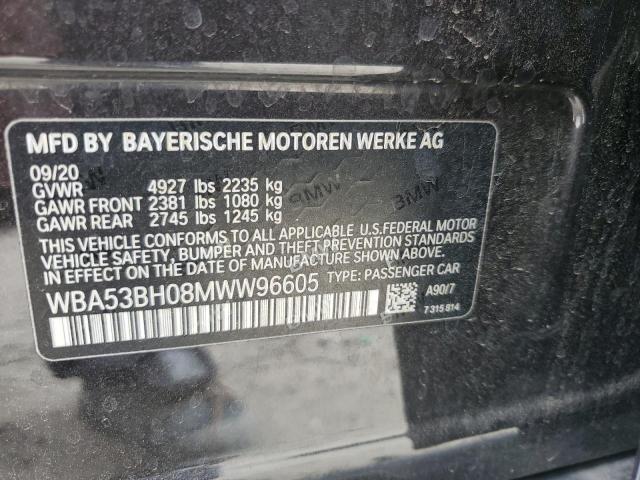 MFD BY BAYERISCHE MOTOREN WERKE AG
09/20
GVWR 4927 lbs 2235 kg
GAWR FRONT 2381 lbs 1080 kg
GAWR REAR 2745 lbs 1245 kg
THIS VEHICLE CONFORMS TO ALL APPLICABLE U.S.FEDERAL MOTOR
VEHICLE SAFETY, BUMPER AND THEFT PREVENTION STANDARDS
IN EFFECT ON THE DATE OF MANUFACTURE SHOWN ABOVE.
WBA53BH08MWW96605 TYPE: PASSENGER CAR
A90/7
7315814
BMW
BMW